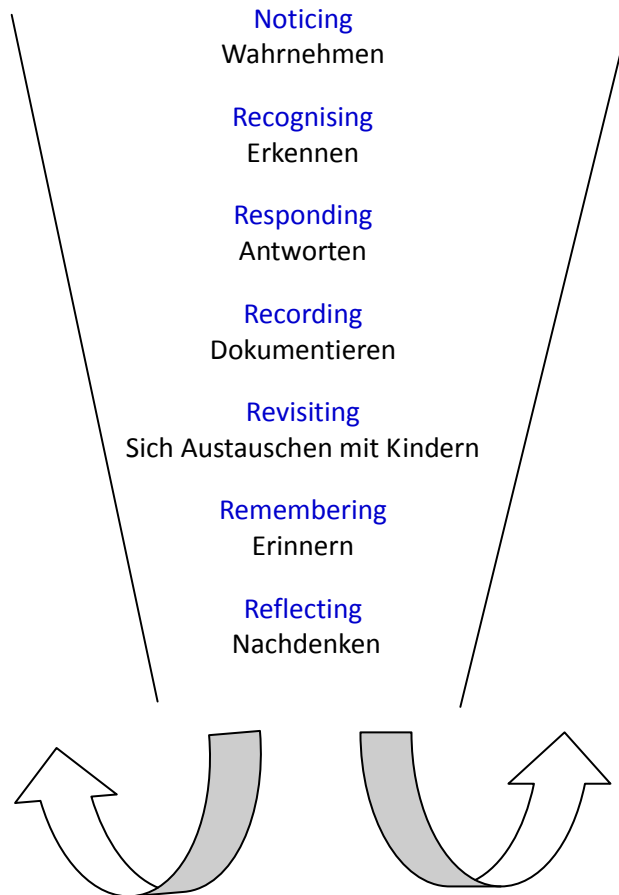 Noticing
Wahrnehmen
Recognising
Erkennen
Responding
Antworten
Recording
Dokumentieren
Revisiting
Sich Austauschen mit Kindern
Remembering
Erinnern
Reflecting
Nachdenken